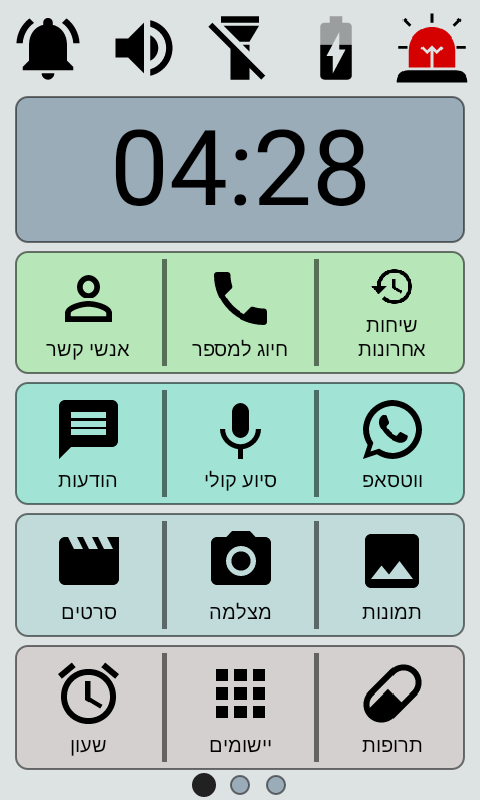 04:28
שיחות
אחרונות
חיוג למספר
אנשי קשר
ווטסאפ
סיוע קולי
הודעות
תמונות
מצלמה
סרטים
תרופות
יישומים
שעון